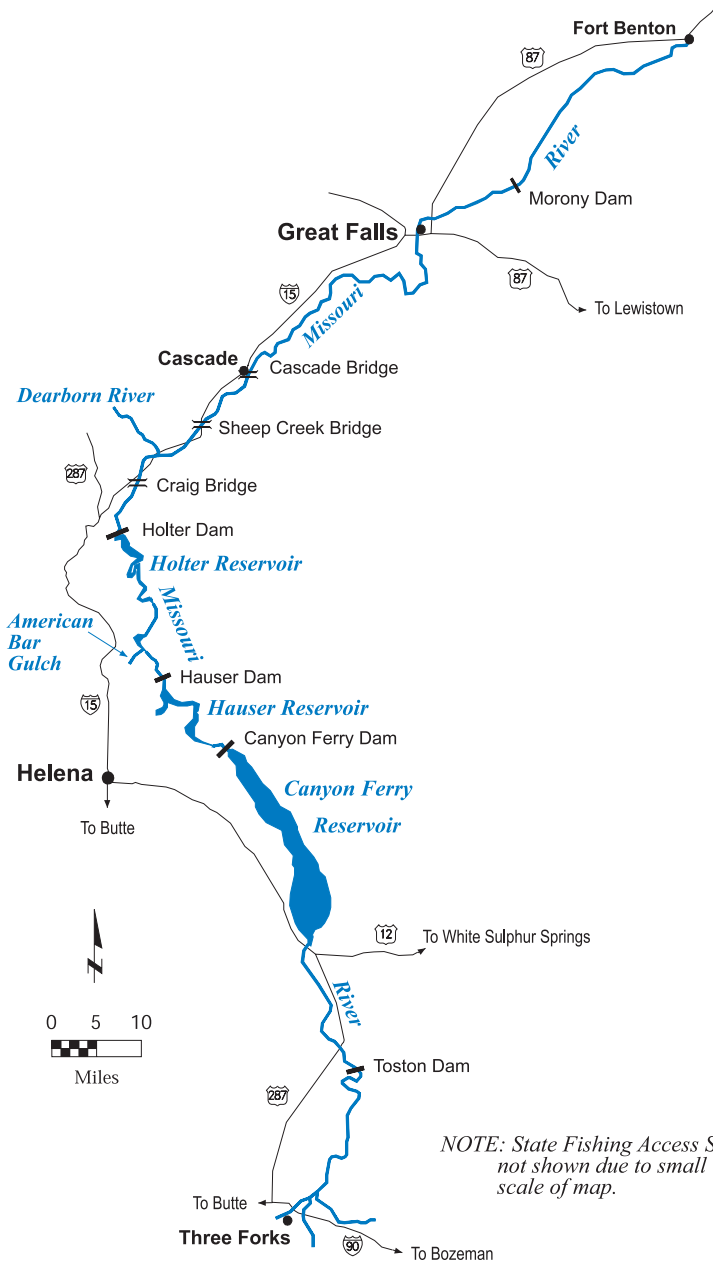 Fort Benton
87
River
Morony Dam
Great Falls
15
87
To Lewistown
Missouri
Cascade
Cascade Bridge
Dearborn River
Sheep Creek Bridge
287
Craig Bridge
Holter Dam
Holter Reservoir
Missouri
American
Bar
Gulch
Hauser Dam
15
Hauser Reservoir
Canyon Ferry Dam
Helena
Canyon Ferry
Reservoir
To Butte
12
To White Sulphur Springs
N
River
0 5 10
Miles
Toston Dam
287
NOTE: State Fishing Access S
not shown due to small
scale of map.
To Butte
Three Forks
90
To Bozeman